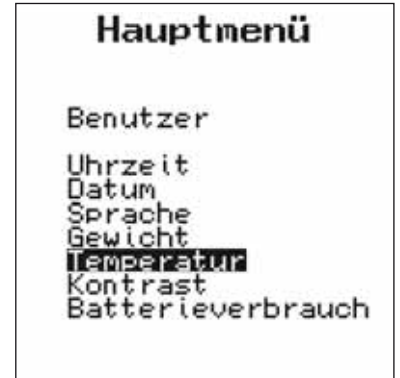 Hauptmenü
Benutzer
Uhrzeit
Datum
Sprache
Gewicht
Temperatur
Kontrast
Batterieverbrauch